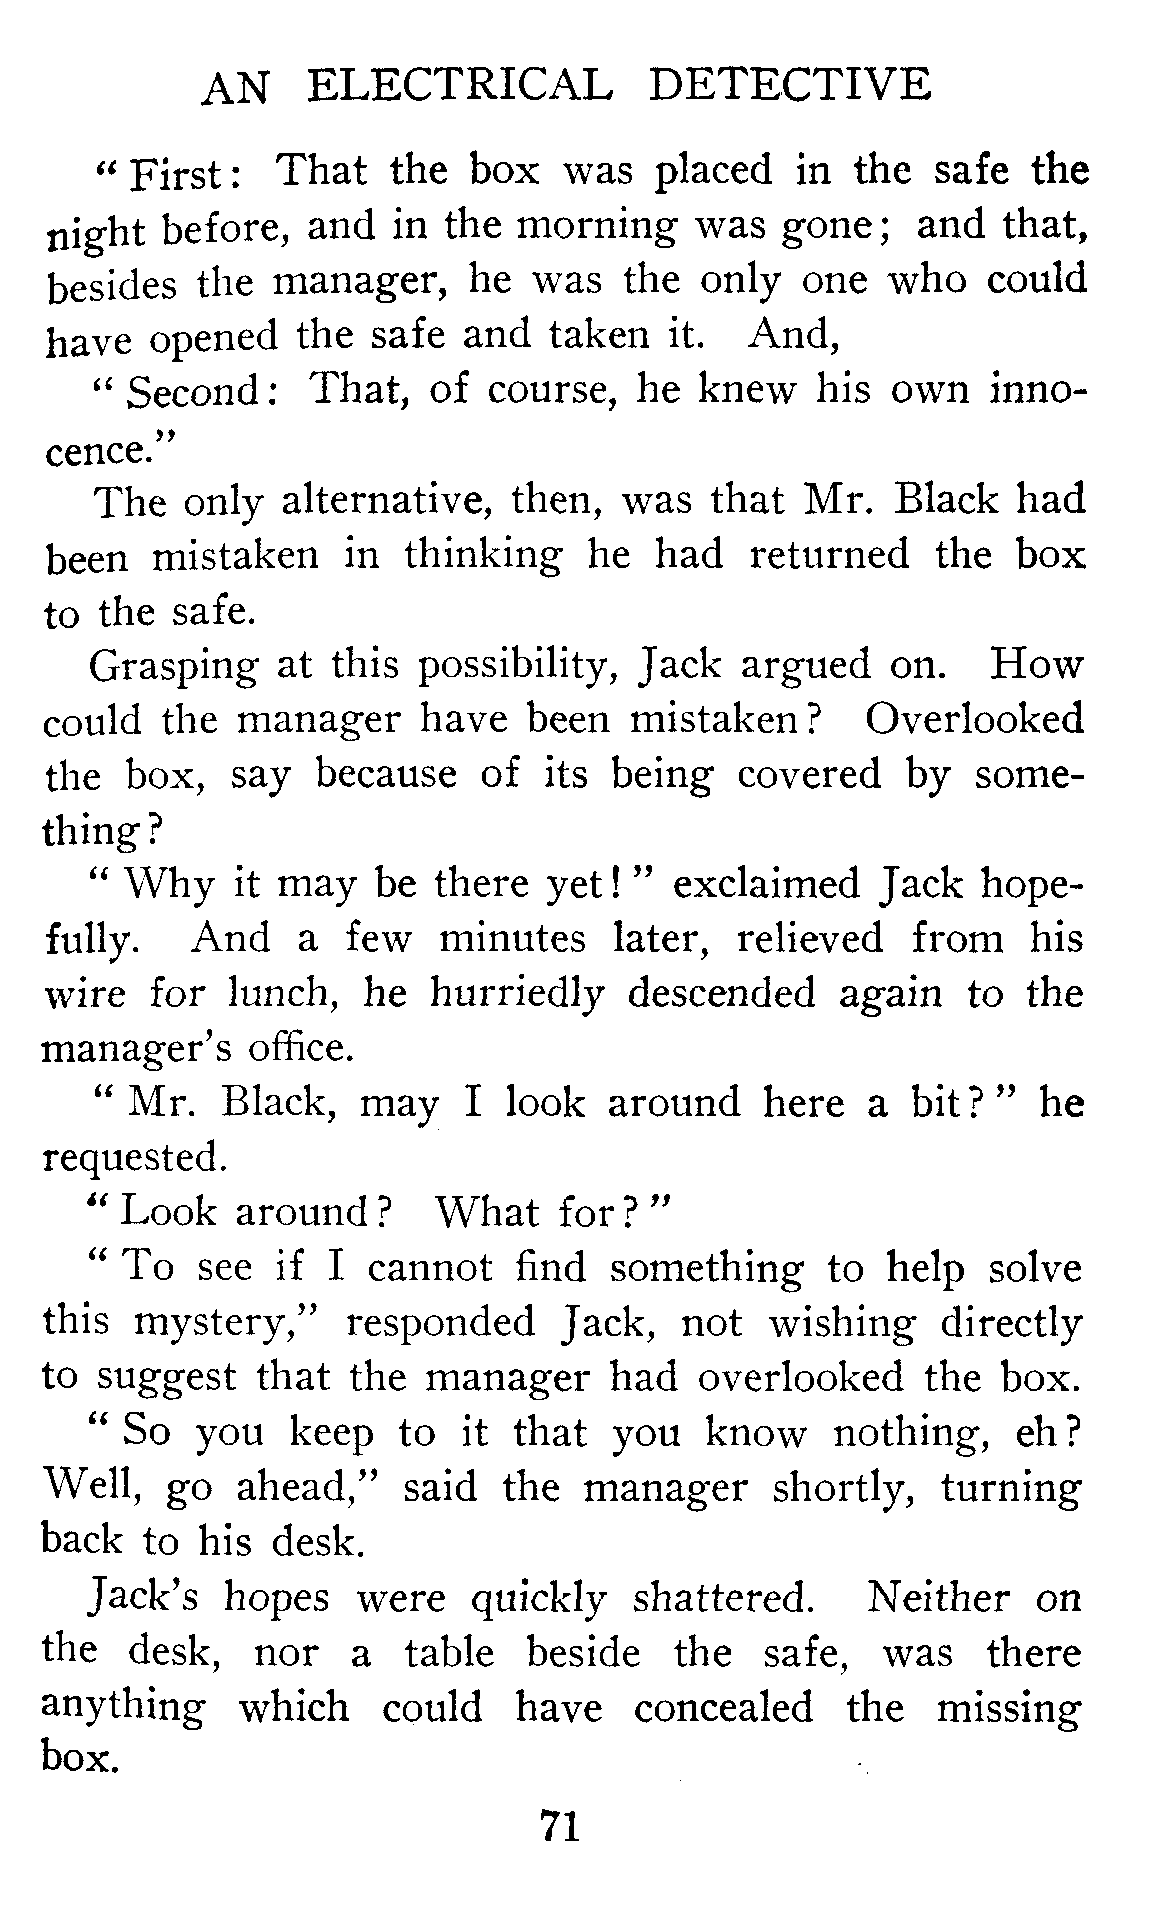 AN ELECTRICAL DETECTIVE
“ First : That the box was placed in the safe the
night before, and in the morning was gone ; and that,
besides the manager, he was the only one who could
have opened the safe and taken it. And,
“ Second : That, of course, he knew his own inno-
cence.”
The only alternative, then, was that Mr. Black had
been mistaken in thinking he had returned the box
to the safe.
Grasping at this possibility, Jack argued on. How
could the manager have been mistaken ? Overlooked
the box, say because of its being covered by some-
thing ?
“ Why it may be there yet ! ” exclaimed Jack hope-
fully. And a few minutes later, relieved from his
wire for lunch, he hurriedly descended again to the
manager’s office.
“ Mr. Black, may I look around here a bit ? ” he
requested.
“ Look around ? What for ? ”
“ To see if I cannot find something to help solve
this mystery,” responded Jack, not wishing directly
to suggest that the manager had overlooked the box.
“ So you keep to it that you know nothing, eh ?
Well, go ahead,” said the manager shortly, turning
back to his desk.
Jack’s hopes were quickly shattered. Neither on
the desk, nor a table beside the safe, was there
anything which could have concealed the missing
box.
71